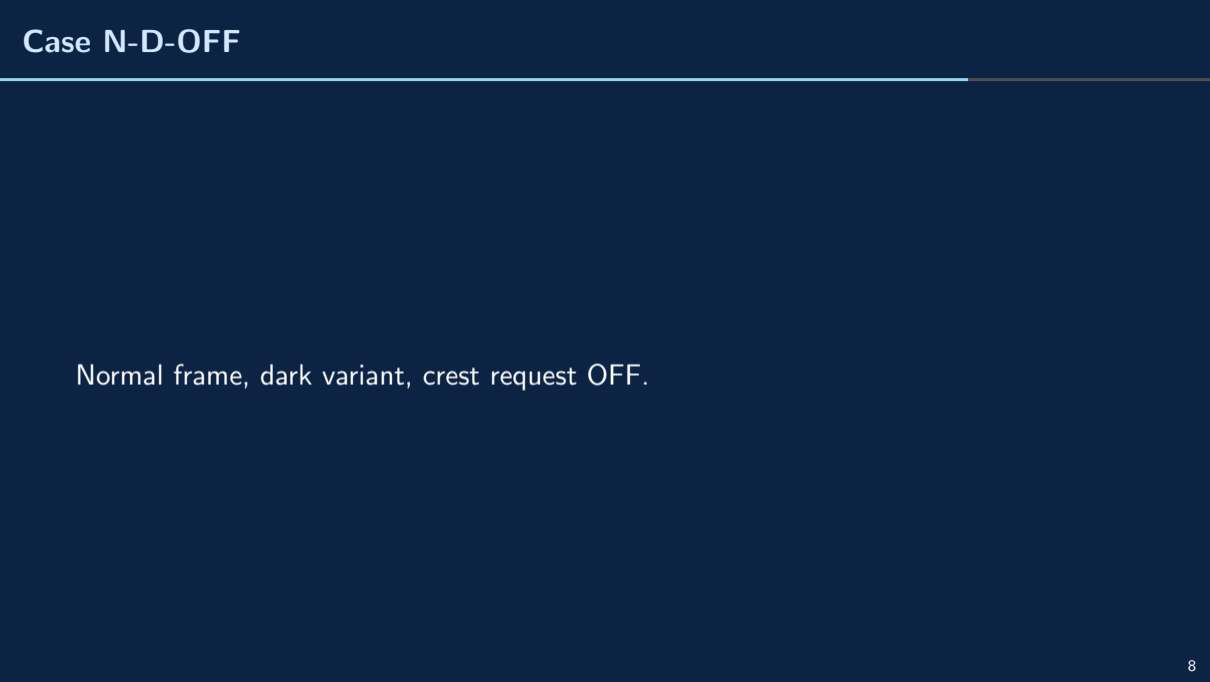 Case N-D-OFF
Normal frame, dark variant, crest request OFF.
8